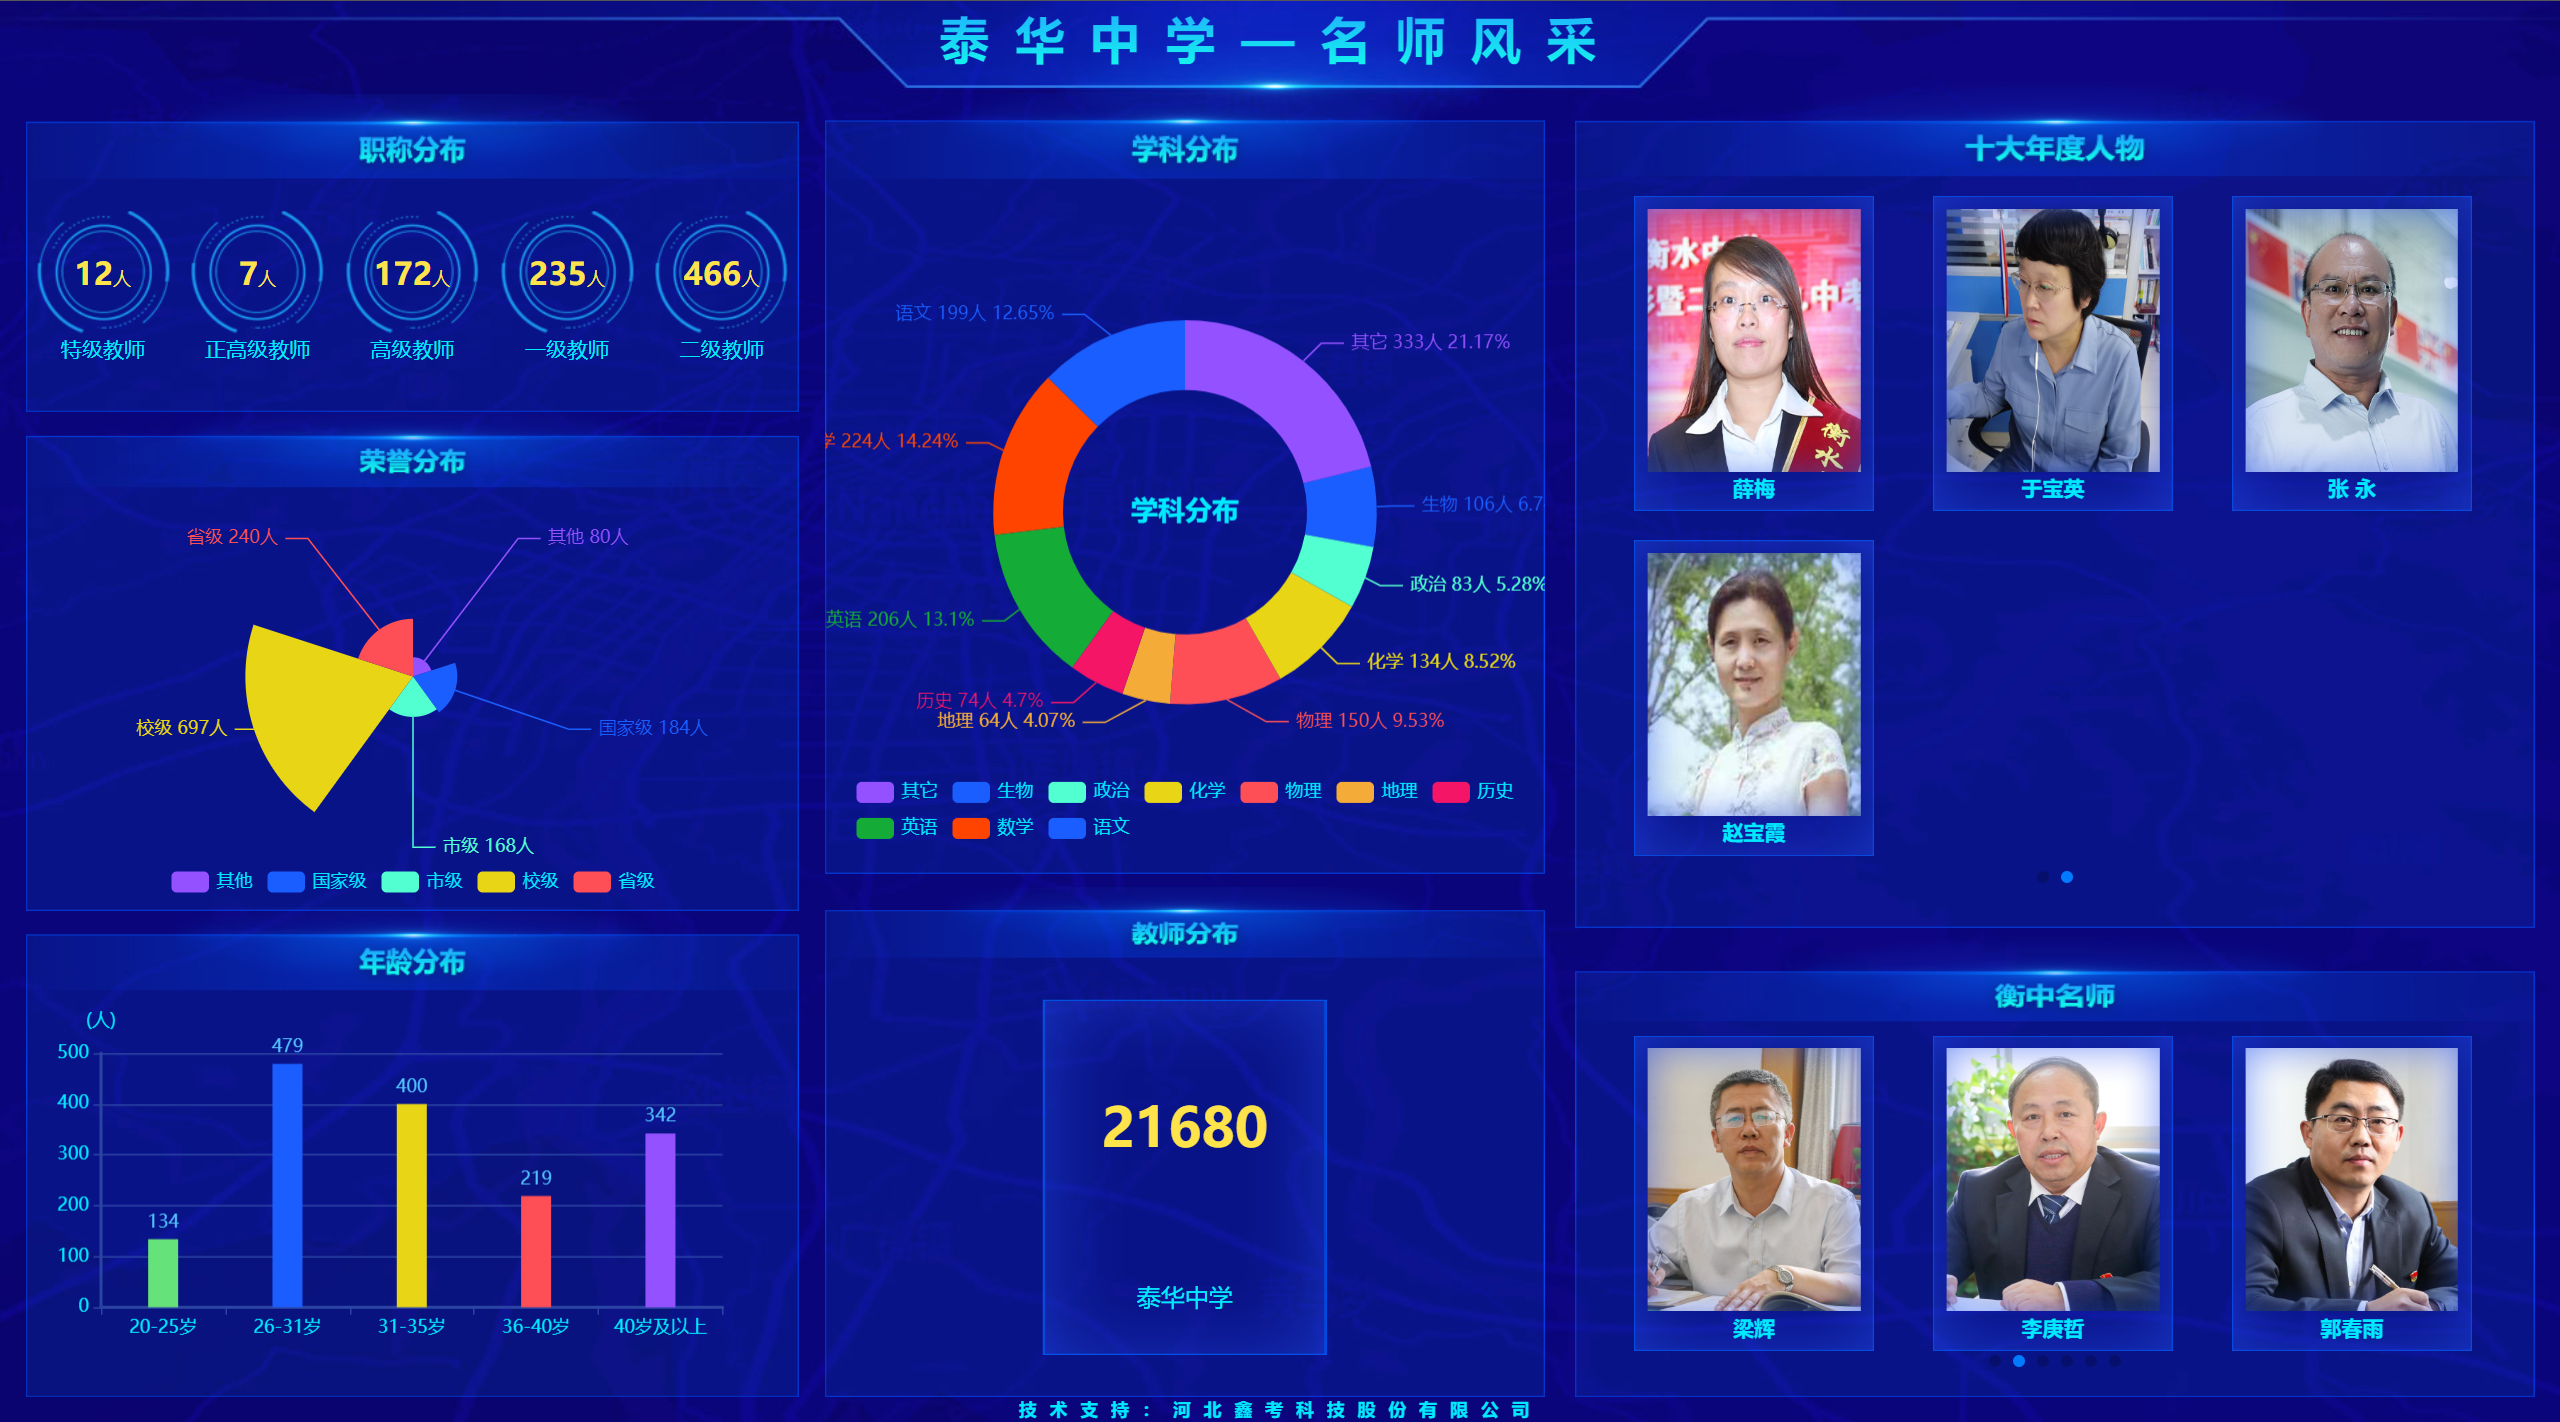 泰华中学—名师风采
职称分布
12人
7人
172人
235人
466人
特级教师
正高级教师
高级教师
一级教师
二级教师
荣誉分布
省级 240人
其他 80人
校级 697人
国家级 184人
市级 168人
其他
国家级
市级
校级
省级
年龄分布
(人)
500
400
300
200
100
0
134
479
400
219
342
20-25岁
26-31岁
31-35岁
36-40岁
40岁及以上
学科分布
语文 199人 12.65%
其它 333人 21.17%
学 224人 14.24%
生物 106人 6.7
政治 83人 5.28%
英语 206人 13.1%
化学 134人 8.52%
历史 74人 4.7%
地理 64人 4.07%
物理 150人 9.53%
学科分布
其它
生物
政治
化学
物理
地理
历史
英语
数学
语文
教师分布
21680
泰华中学
十大年度人物
衡水中
暨二
中考
衡水
薛梅
于宝英
张 永
赵宝霞
衡中名师
梁辉
李庚哲
郭春雨
技术支持：河北鑫考科技股份有限公司